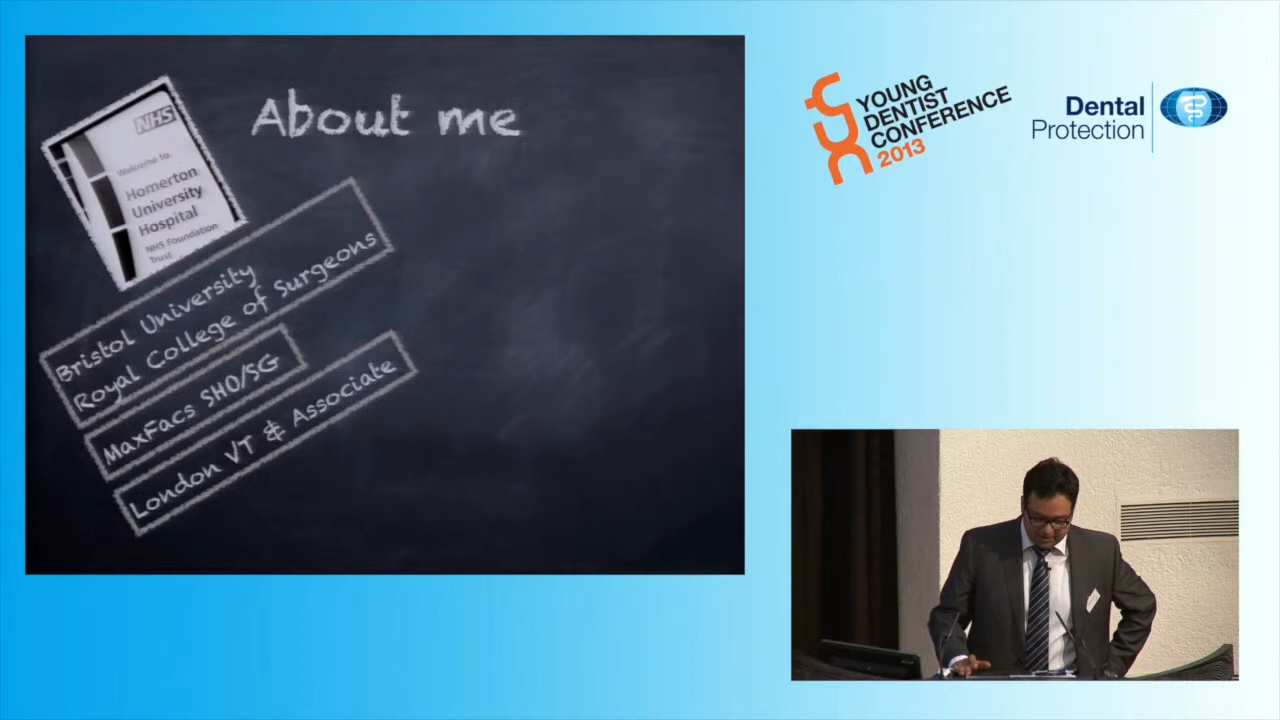 About me
NHS
Welcome to
Homerton
University
Hospital
NHS Foundation
Trust
Bristol University
Royal College of Surgeons
MaxFacs SHO/SG
London VT & Associate
YOUNG
DENTIST
CONFERENCE
2013
Dental
Protection